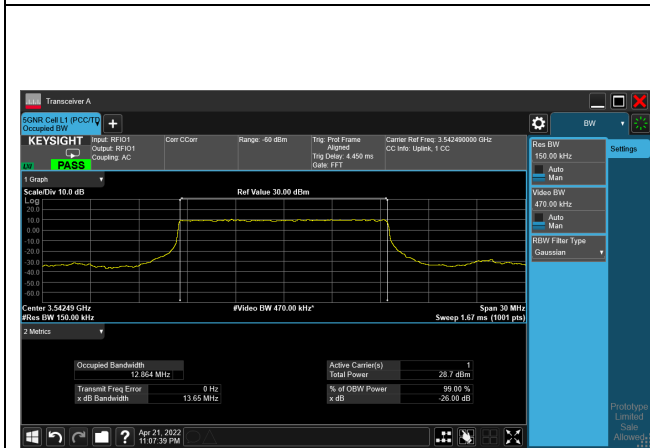 Transceiver A
5GNR Cell L1 (PCC/TD
Occupied BW
KEYSIGHT
PASS
Input: RFIO1
Output: RFIO1
Coupling: AC
Corr CCorr
Range: -60 dBm
Trig: Prof Frame
Aligned
Trig Delay: 4.450 ms
Gate: FFT
Carrier Ref Freq: 3.542490000 GHz
CC Info: Uplink, 1 CC
1 Graph
Scale/Div 10.0 dB
Ref Value 30.00 dBm
Log
20.0
10.0
0.00
-10.0
-20.0
-30.0
-40.0
-50.0
-60.0
Center 3.54249 GHz
#Video BW 470.00 kHz*
Span 30 MHz
#Res BW 150.00 kHz
Sweep 1.67 ms (1001 pts)
2 Metrics
Occupied Bandwidth
12.864 MHz
Transmit Freq Error 0 Hz
x dB Bandwidth 13.65 MHz
Active Carrier(s) 1
Total Power 28.7 dBm
% of OBW Power 99.00 %
x dB -26.00 dB
BW
Res BW
150.00 kHz
Auto
Man
Video BW
470.00 kHz
Auto
Man
RBW Filter Type
Gaussian
Settings
Prototype
Limited
Sale
Allowed
?
Apr 21, 2022
11:07:39 PM